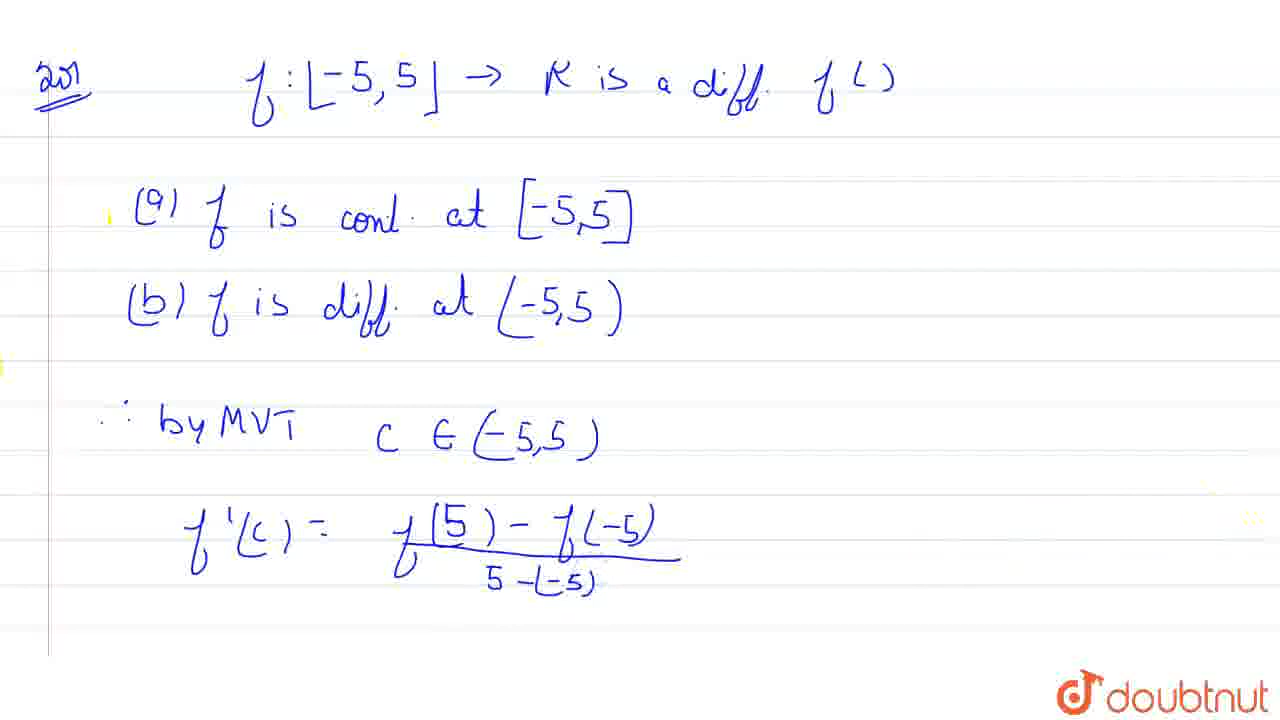 Sol f : [-5, 5] → R is a diff. f()
(a) f is cont. at [-5,5]
(b) f is diff. at (-5,5)
∴ by MVT C ∈ (-5,5)
f'(c) = f(5) - f(-5)
5 - (-5)
doubtnut